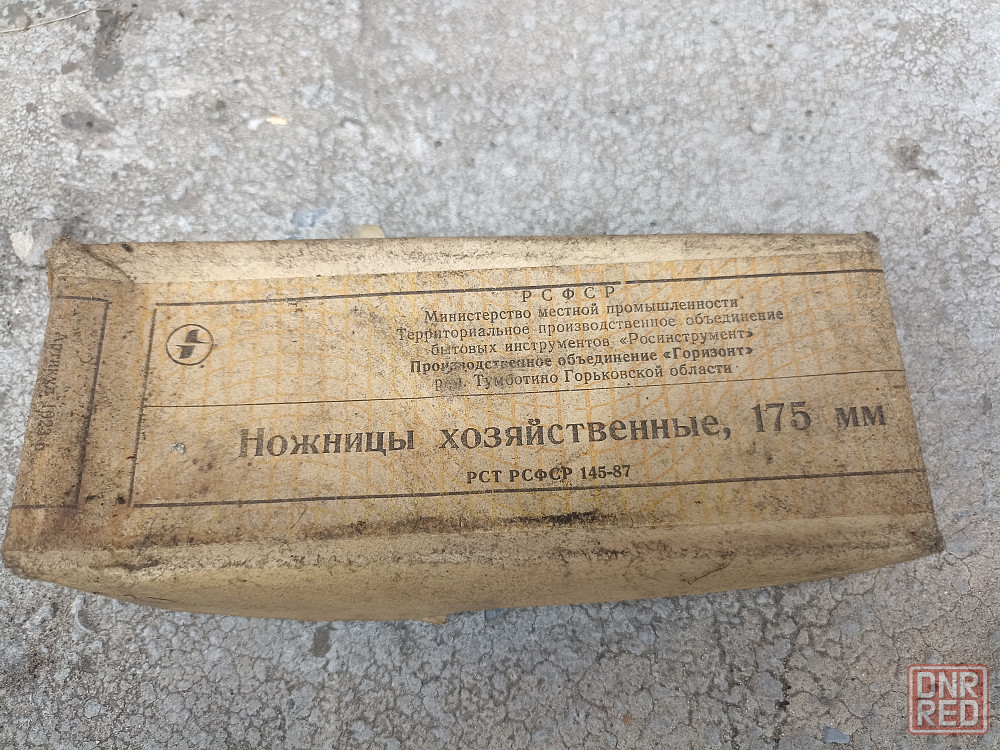 РСФСР
Министерство местной промышленности
Территориальное производственное объединение
бытовых инструментов «Росинструмент»
Производственное объединение «Горизонт»
р. п. Тумботино Горьковской области
Ножницы хозяйственные, 175 мм
РСТ РСФСР 145-87
DNR
RED